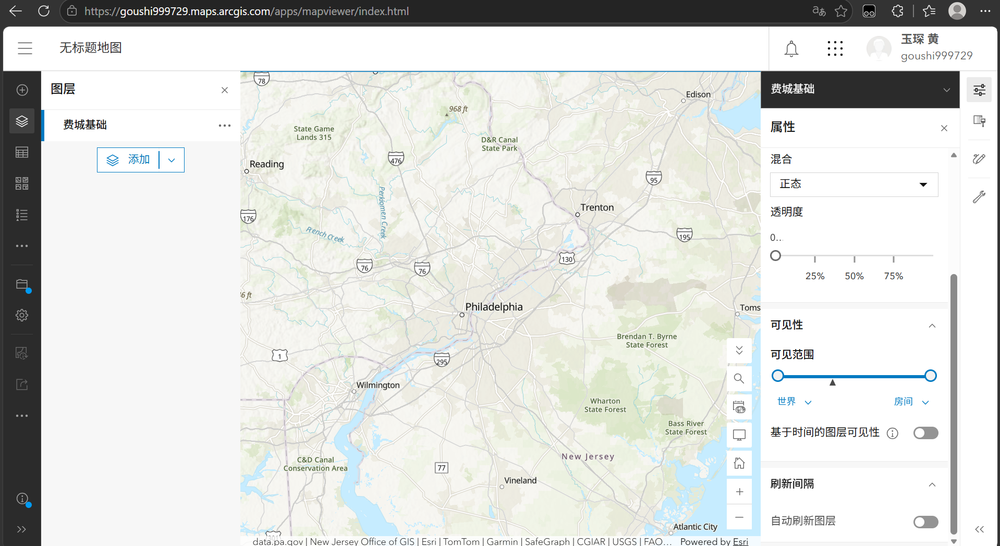 https://goushi999729.maps.arcgis.com/apps/mapviewer/index.html
无标题地图
玉琛 黄
goushi999729
图层
费城基础
添加
78
968 ft
Edison
State Game
Lands 315
D&R Canal
State Park
476
Reading
95
Perkiomen Creek
Trenton
176
French Creek
195
130
76
76
6 ft
Philadelphia
Toms
Brendan T. Byrne
State Forest
1
295
Wilmington
Wharton
State Forest
Bass River
State Forest
C&D Canal
Conservation Area
New Jersey
77
Vineland
Atlantic City
301
data.pa.gov | New Jersey Office of GIS | Esri | TomTom | Garmin | SafeGraph | CGIAR | USGS | FAO...
Powered by Esri
费城基础
属性
混合
正态
透明度
0...
25% 50% 75%
可见性
可见范围
世界 房间
基于时间的图层可见性
刷新间隔
自动刷新图层